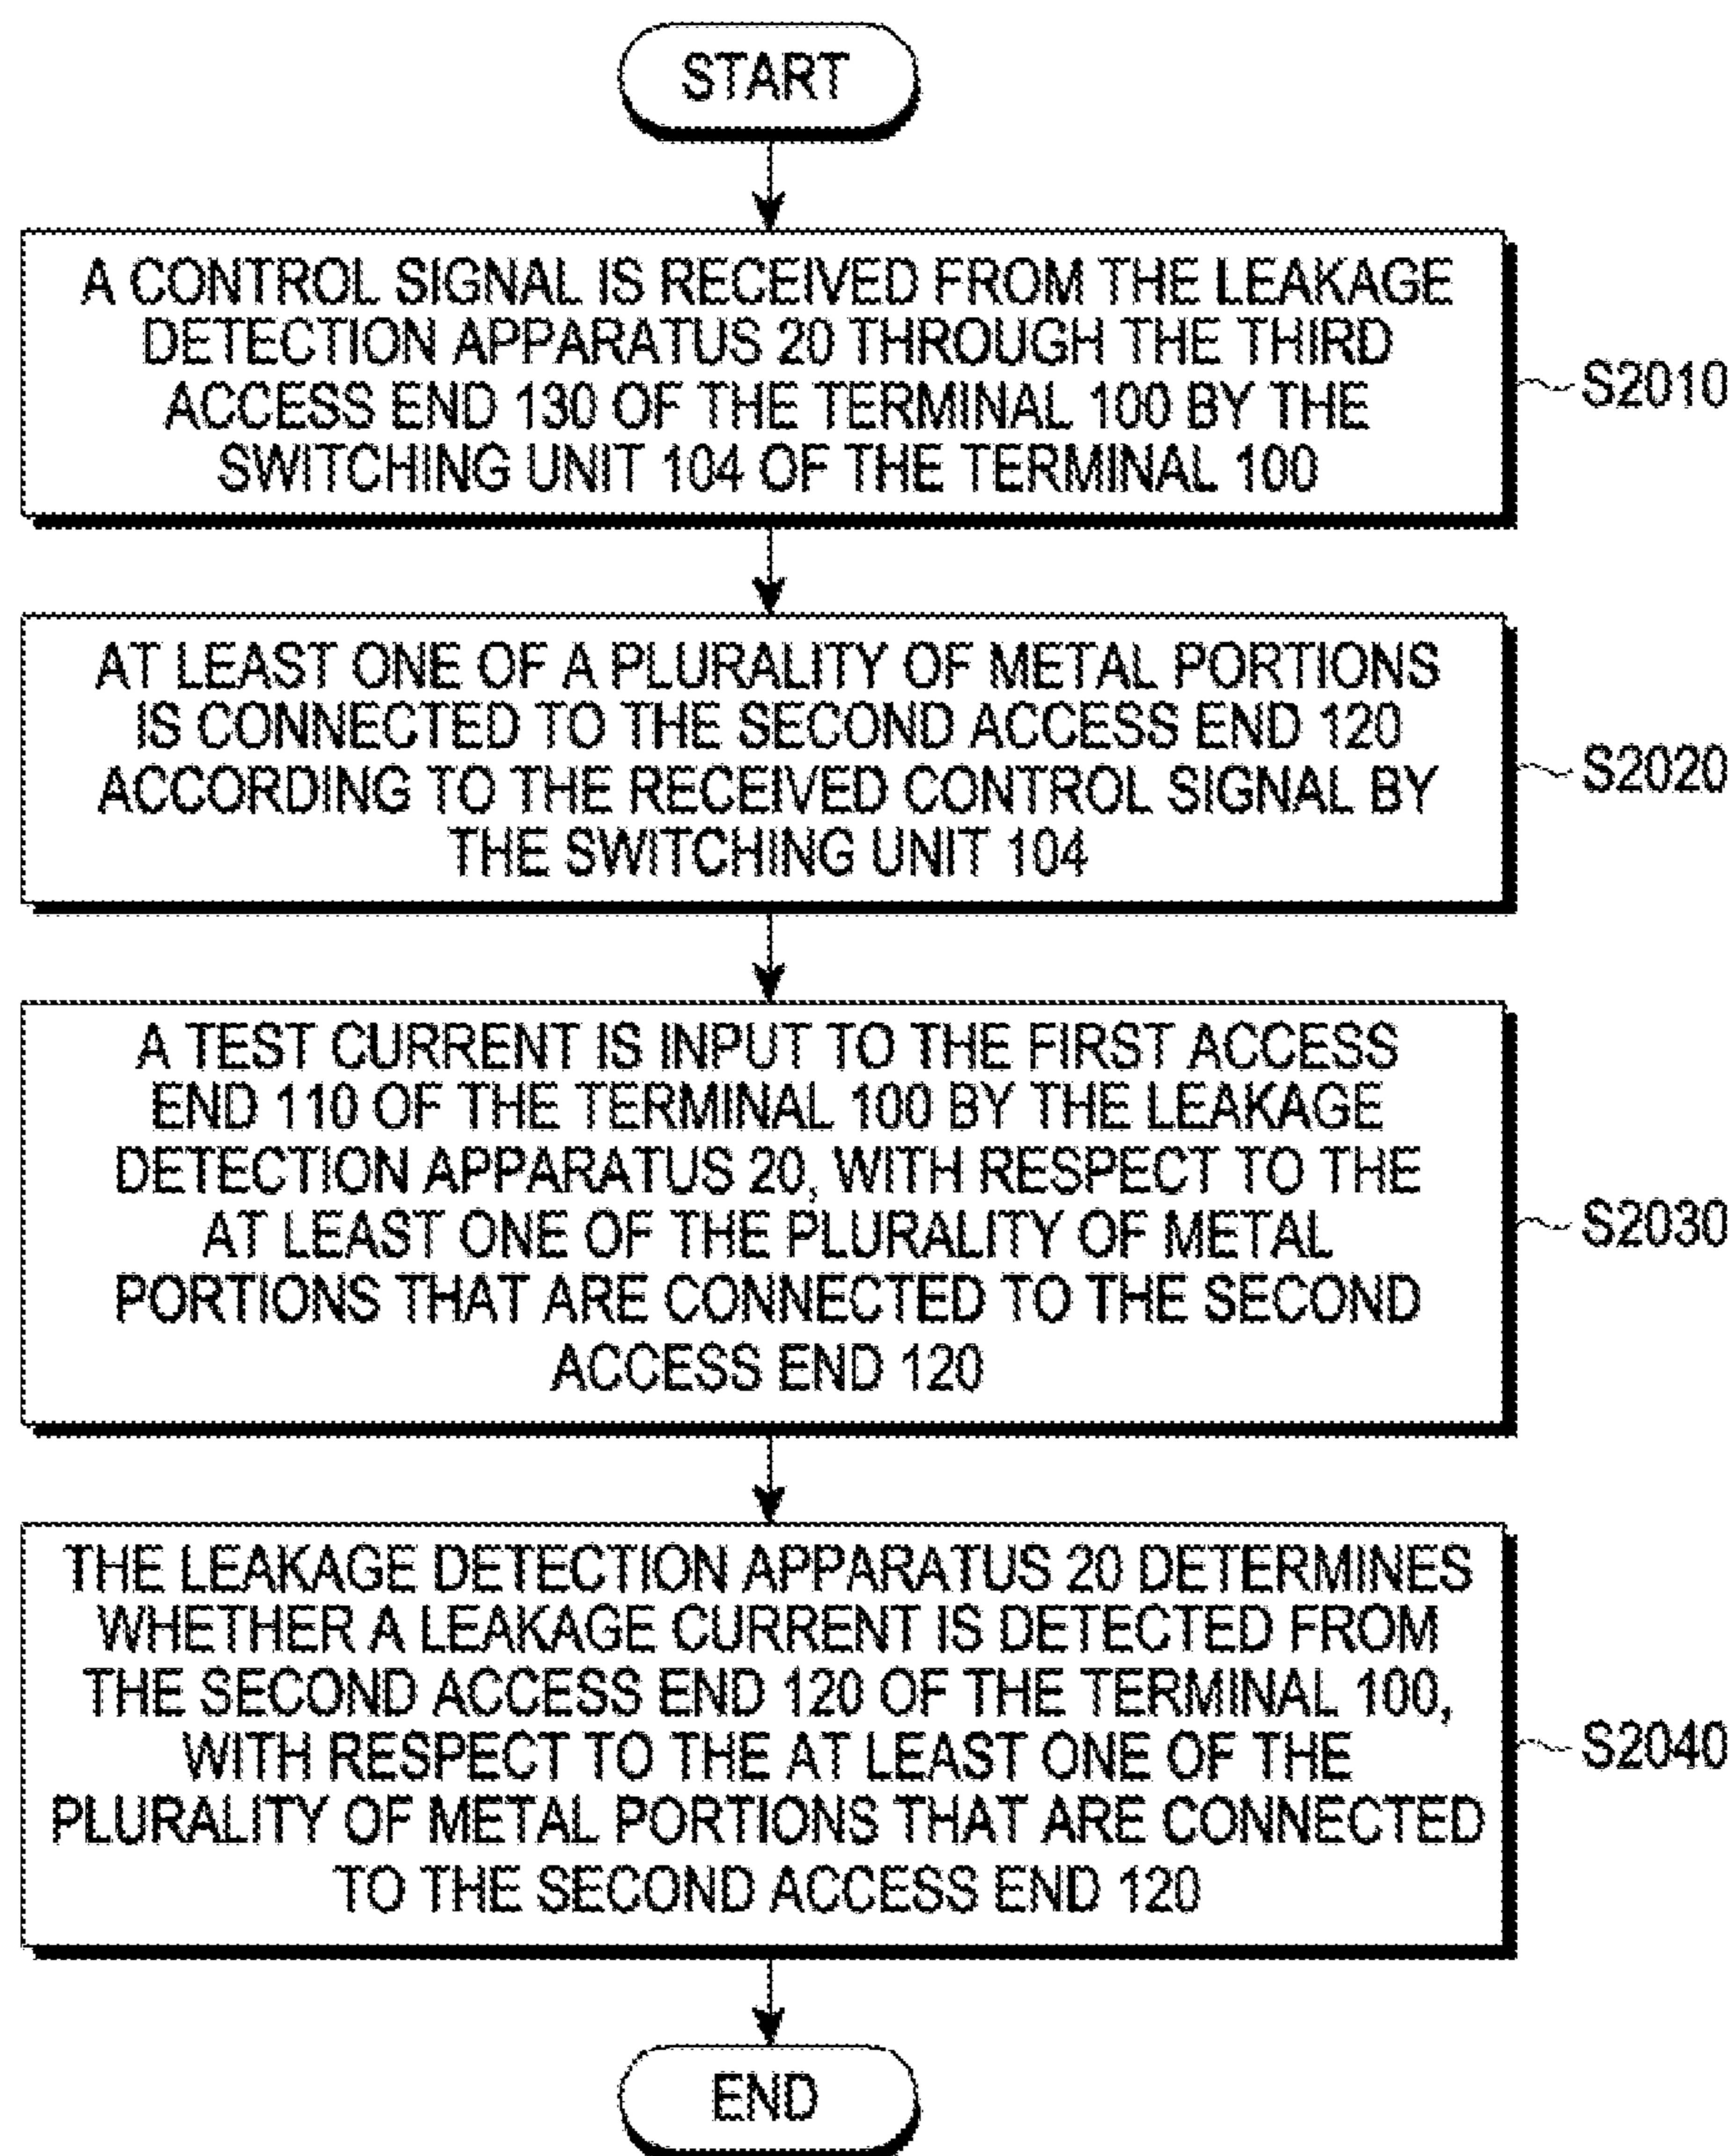 START
A CONTROL SIGNAL IS RECEIVED FROM THE LEAKAGE
DETECTION APPARATUS 20 THROUGH THE THIRD
ACCESS END 130 OF THE TERMINAL 100 BY THE
SWITCHING UNIT 104 OF THE TERMINAL 100
S2010
AT LEAST ONE OF A PLURALITY OF METAL PORTIONS
IS CONNECTED TO THE SECOND ACCESS END 120
ACCORDING TO THE RECEIVED CONTROL SIGNAL BY
THE SWITCHING UNIT 104
S2020
A TEST CURRENT IS INPUT TO THE FIRST ACCESS
END 110 OF THE TERMINAL 100 BY THE LEAKAGE
DETECTION APPARATUS 20, WITH RESPECT TO THE
AT LEAST ONE OF THE PLURALITY OF METAL
PORTIONS THAT ARE CONNECTED TO THE SECOND
ACCESS END 120
S2030
THE LEAKAGE DETECTION APPARATUS 20 DETERMINES
WHETHER A LEAKAGE CURRENT IS DETECTED FROM
THE SECOND ACCESS END 120 OF THE TERMINAL 100,
WITH RESPECT TO THE AT LEAST ONE OF THE
PLURALITY OF METAL PORTIONS THAT ARE CONNECTED
TO THE SECOND ACCESS END 120
S2040
END